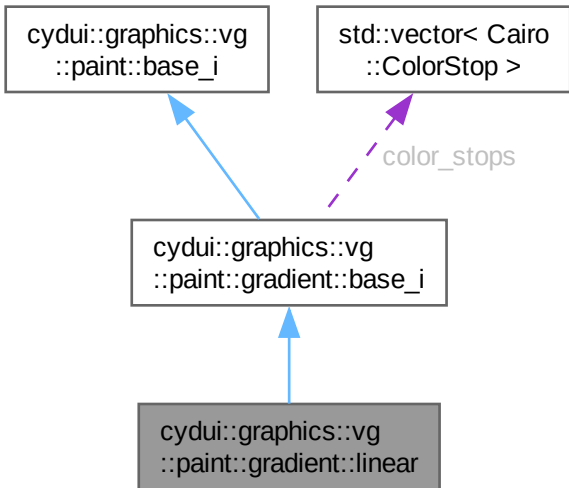 cydui::graphics::vg
::paint::base_i
std::vector< Cairo
::ColorStop >
color_stops
cydui::graphics::vg
::paint::gradient::base_i
cydui::graphics::vg
::paint::gradient::linear